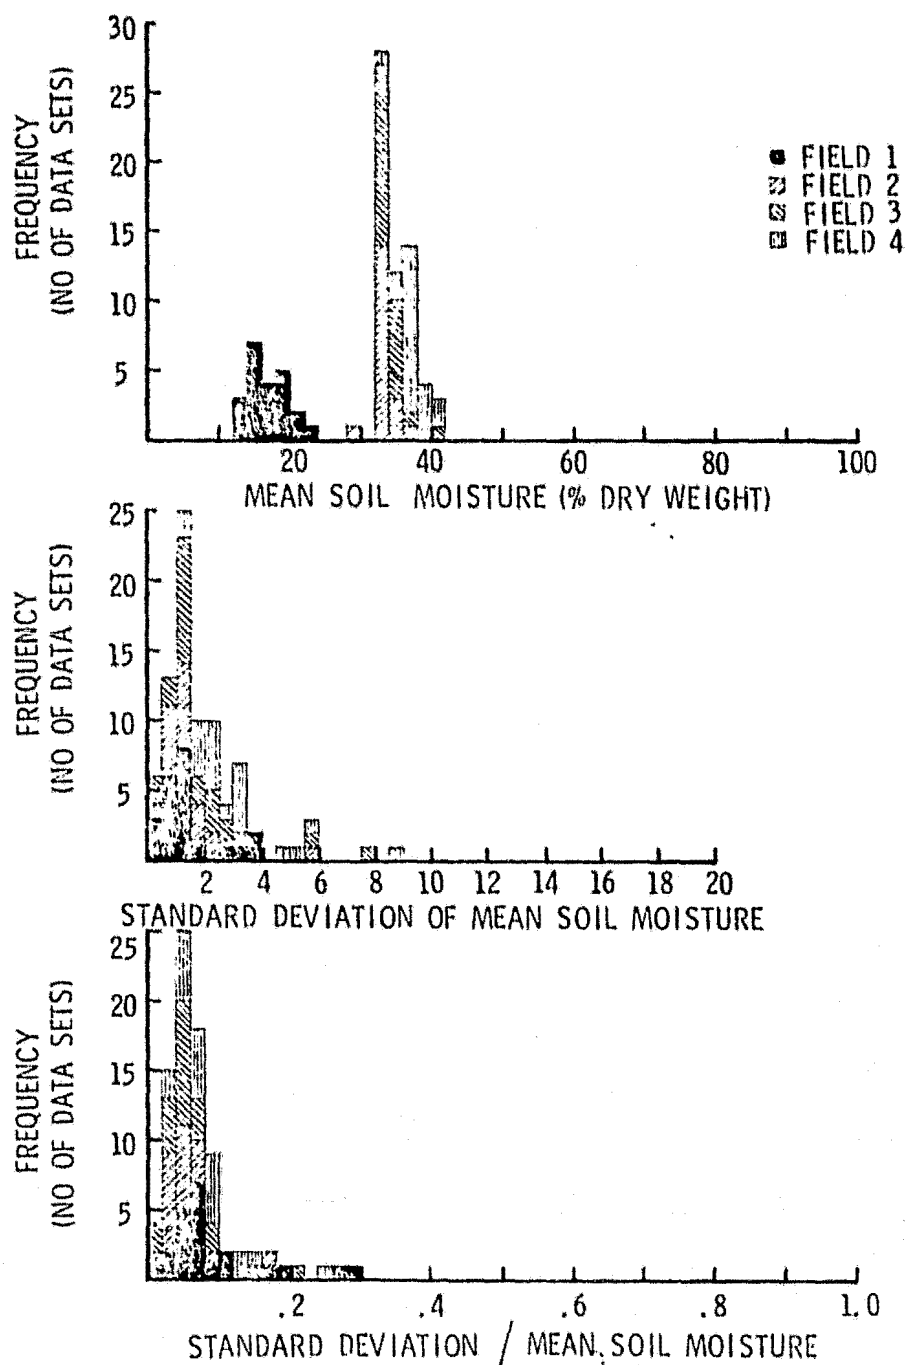 30
25
20
15
10
5
FREQUENCY
(NO OF DATA SETS)
FIELD 1
FIELD 2
FIELD 3
FIELD 4
20 40 60 80 100
MEAN SOIL MOISTURE (% DRY WEIGHT)
25
20
15
10
5
FREQUENCY
(NO OF DATA SETS)
2 4 6 8 10 12 14 16 18 20
STANDARD DEVIATION OF MEAN SOIL MOISTURE
25
20
15
10
5
FREQUENCY
(NO OF DATA SETS)
.2 .4 .6 .8 1.0
STANDARD DEVIATION / MEAN SOIL MOISTURE